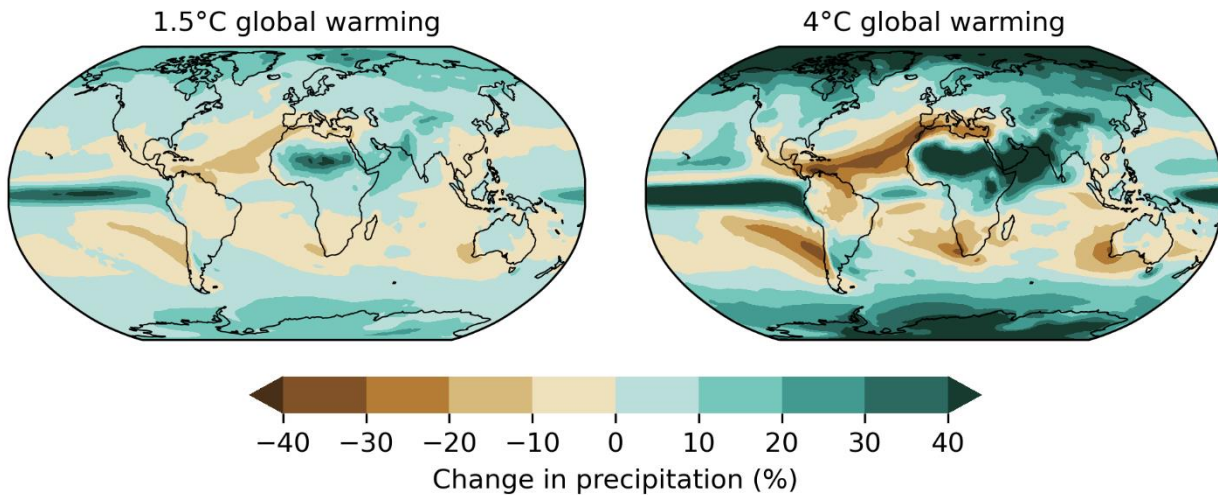 1.5°C global warming
4°C global warming
−40 −30 −20 −10 0 10 20 30 40
Change in precipitation (%)